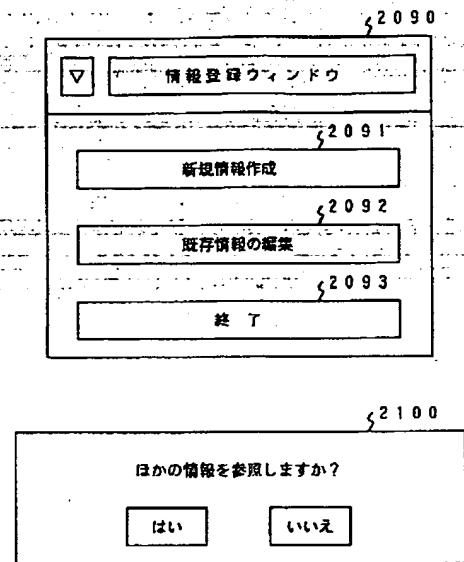 2090
▽ 情報登録ウィンドウ
2091
新規情報作成
2092
既存情報の編集
2093
終了
2100
ほかの情報を参照しますか?
はい いいえ